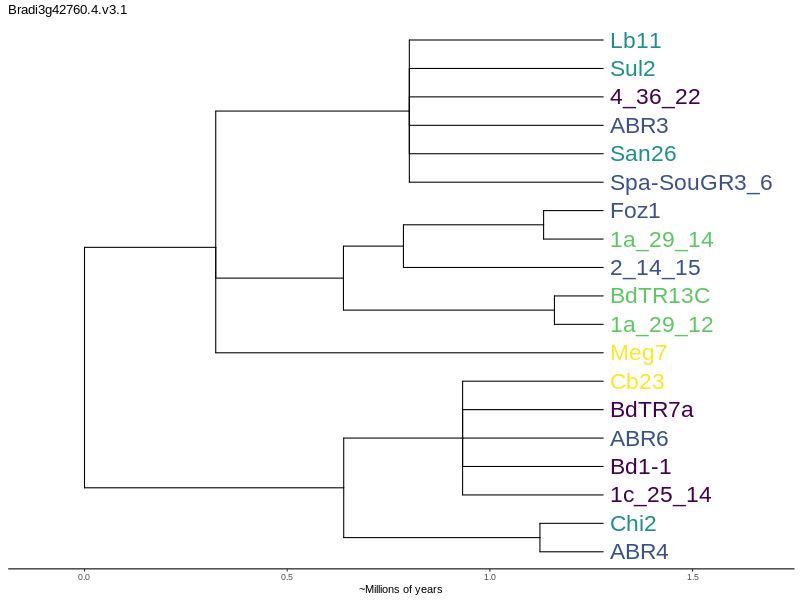 Bradi3g42760.4.v3.1
Lb11
Sul2
4_36_22
ABR3
San26
Spa-SouGR3_6
Foz1
1a_29_14
2_14_15
BdTR13C
1a_29_12
Meg7
Cb23
BdTR7a
ABR6
Bd1-1
1c_25_14
Chi2
ABR4
0.0 0.5 1.0 1.5
~Millions of years